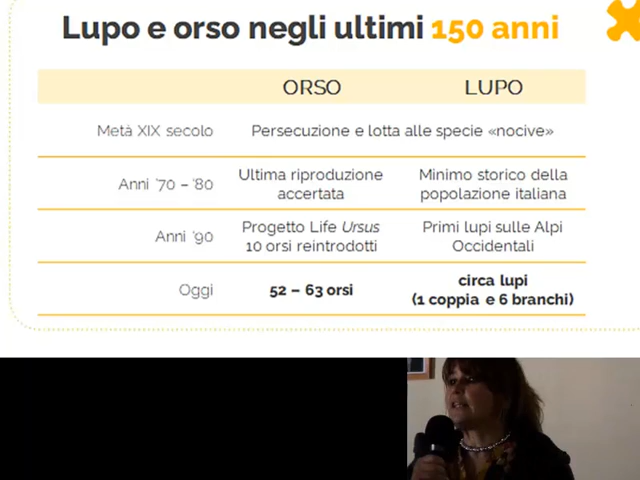 Lupo e orso negli ultimi 150 anni
ORSO LUPO
Metà XIX secolo Persecuzione e lotta alle specie «nocive»
Anni '70 – '80 Ultima riproduzione accertata Minimo storico della popolazione italiana
Anni '90 Progetto Life Ursus 10 orsi reintrodotti Primi lupi sulle Alpi Occidentali
Oggi 52 – 63 orsi circa lupi (1 coppia e 6 branchi)